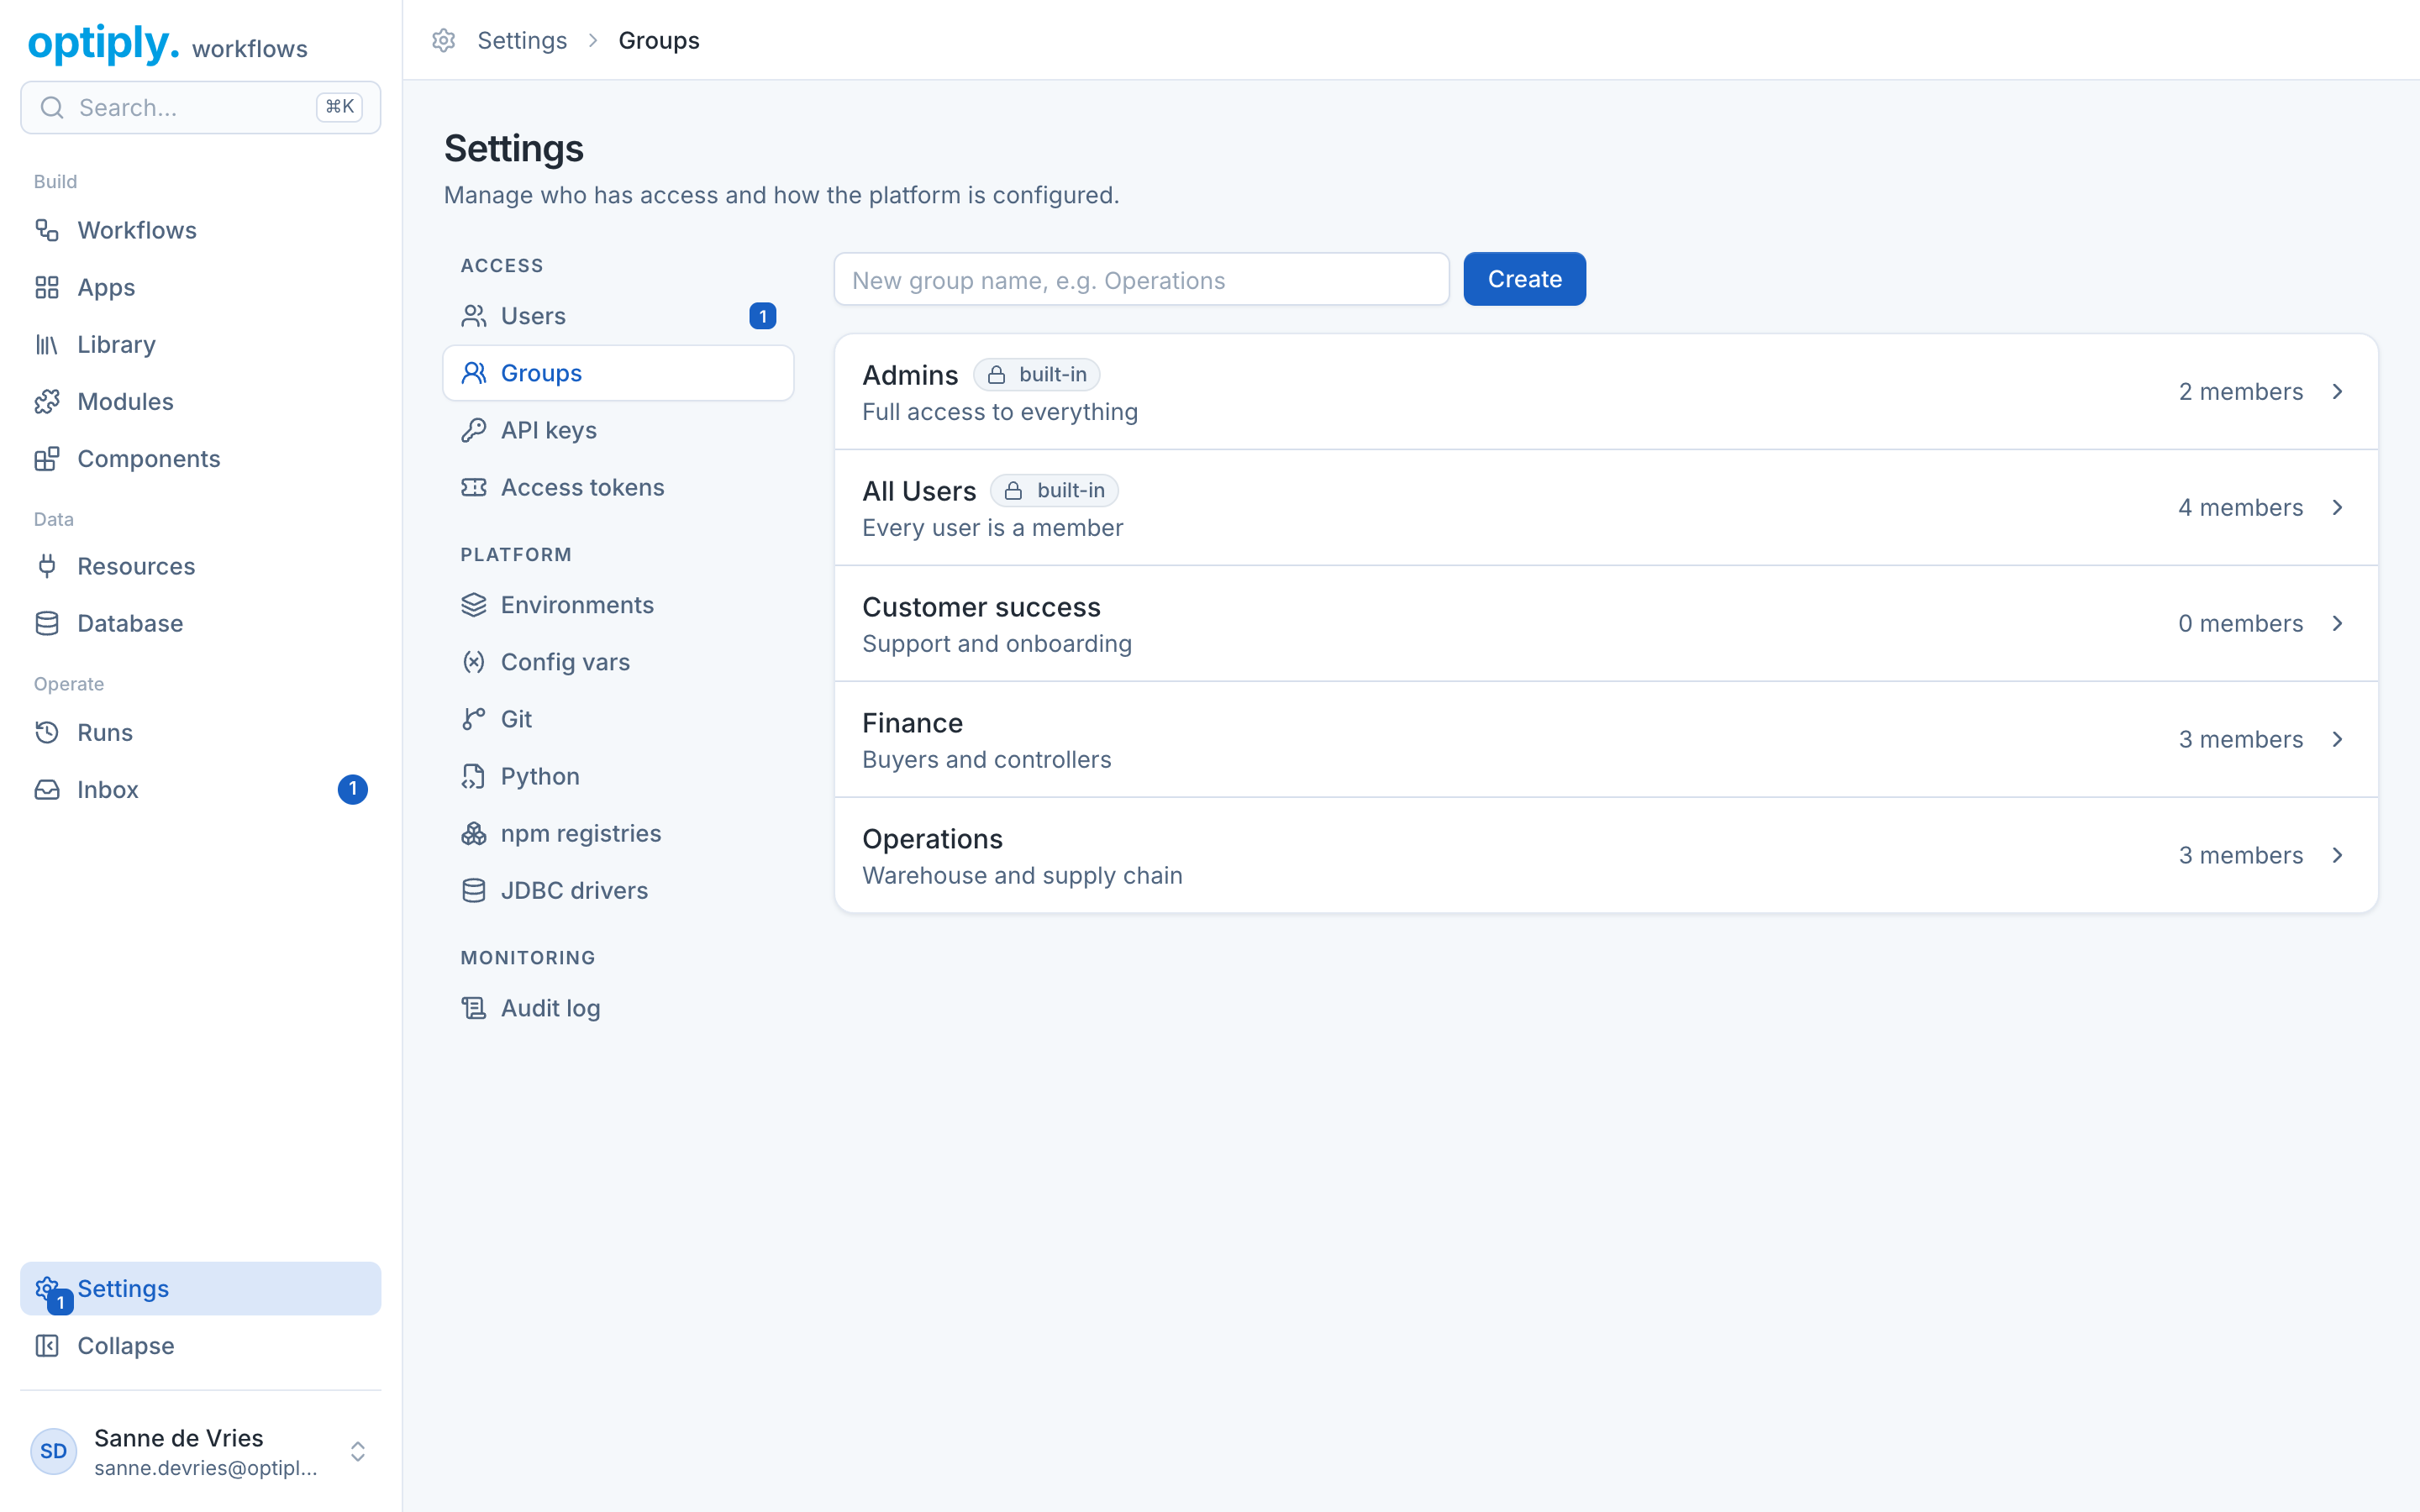 optiply. workflows
Search...
⌘K
Build
Workflows
Apps
Library
Modules
Components
Data
Resources
Database
Operate
Runs
Inbox
1
Settings
1
Collapse
SD
Sanne de Vries
sanne.devries@optipl...
Settings > Groups
Settings
Manage who has access and how the platform is configured.
ACCESS
Users
1
Groups
API keys
Access tokens
PLATFORM
Environments
Config vars
Git
Python
npm registries
JDBC drivers
MONITORING
Audit log
New group name, e.g. Operations
Create
Admins
built-in
Full access to everything
2 members
All Users
built-in
Every user is a member
4 members
Customer success
Support and onboarding
0 members
Finance
Buyers and controllers
3 members
Operations
Warehouse and supply chain
3 members